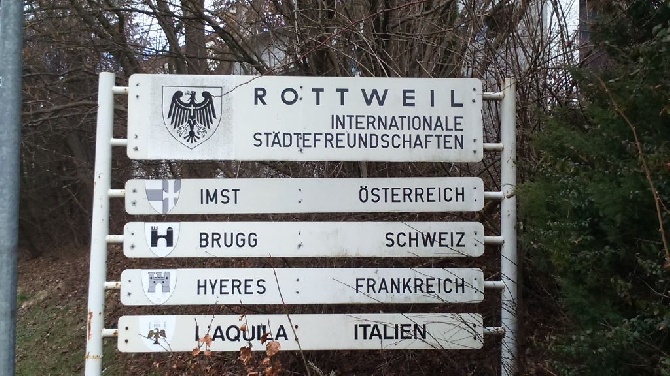 ROTTWEIL
INTERNATIONALE
STÄDTEFREUNDSCHAFTEN
IMST ÖSTERREICH
BRUGG SCHWEIZ
HYERES FRANKREICH
L'AQUILA ITALIEN